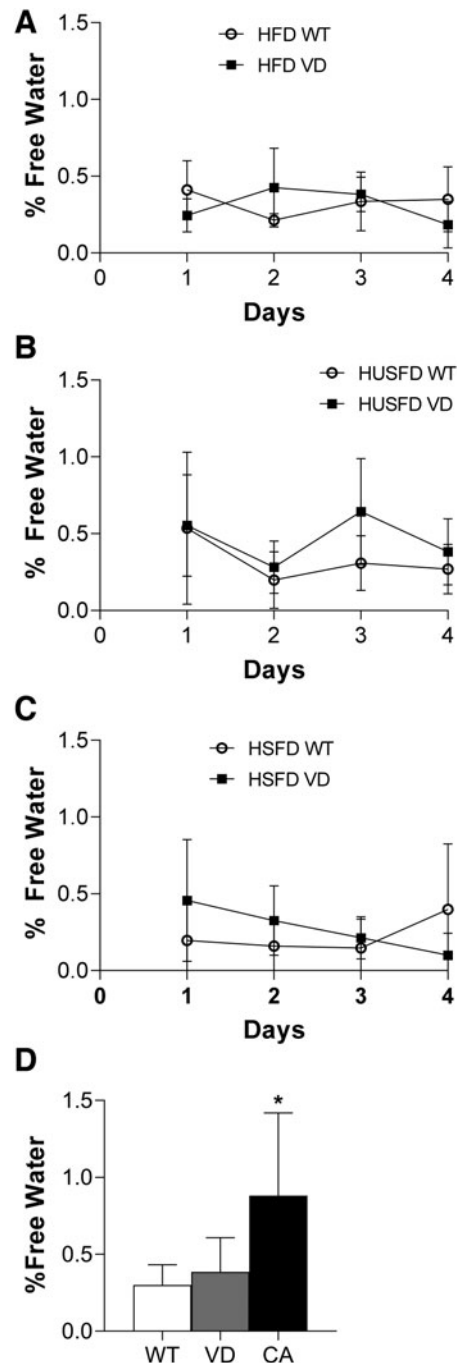 A
1.5
HFD WT
HFD VD
1.0
% Free Water
0.5
0.0
0 1 2 3 4
Days
B
1.5
HUSFD WT
HUSFD VD
1.0
% Free Water
0.5
0.0
0 1 2 3 4
Days
C
1.5
HSFD WT
HSFD VD
1.0
% Free Water
0.5
0.0
0 1 2 3 4
Days
D
1.5
*
1.0
%Free Water
0.5
0.0
WT VD CA